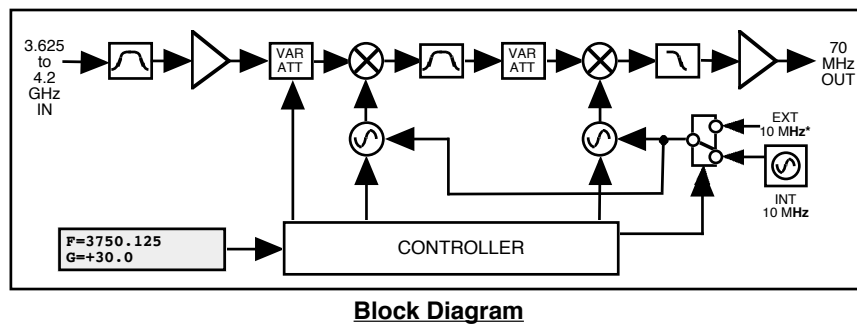 3.625
to
4.2
GHz
IN
VAR
ATT
VAR
ATT
70
MHz
OUT
EXT
10 MHz*
INT
10 MHz
F=3750.125
G=+30.0
CONTROLLER
Block Diagram